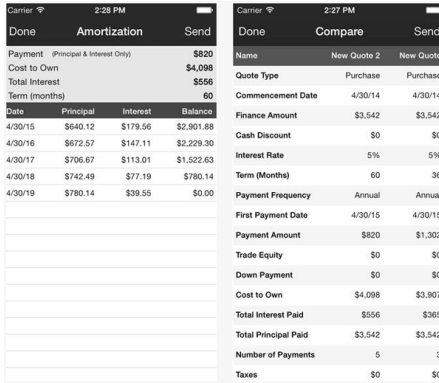 Carrier 2:28 PM
Done Amortization Send
Payment (Principal & Interest Only) $820
Cost to Own $4,098
Total Interest $556
Term (months) 60
Date Principal Interest Balance
4/30/15 $640.12 $179.56 $2,901.88
4/30/16 $672.57 $147.11 $2,229.30
4/30/17 $706.67 $113.01 $1,522.63
4/30/18 $742.49 $77.19 $780.14
4/30/19 $780.14 $39.55 $0.00
Carrier 2:27 PM
Done Compare Send
Name New Quote 2 New Quote
Quote Type Purchase Purchase
Commencement Date 4/30/14 4/30/14
Finance Amount $3,542 $3,542
Cash Discount $0 $0
Interest Rate 5% 5%
Term (Months) 60 36
Payment Frequency Annual Annua
First Payment Date 4/30/15 4/30/15
Payment Amount $820 $1,302
Trade Equity $0 $0
Down Payment $0 $0
Cost to Own $4,098 $3,907
Total Interest Paid $556 $365
Total Principal Paid $3,542 $3,542
Number of Payments 5 3
Taxes $0 $0